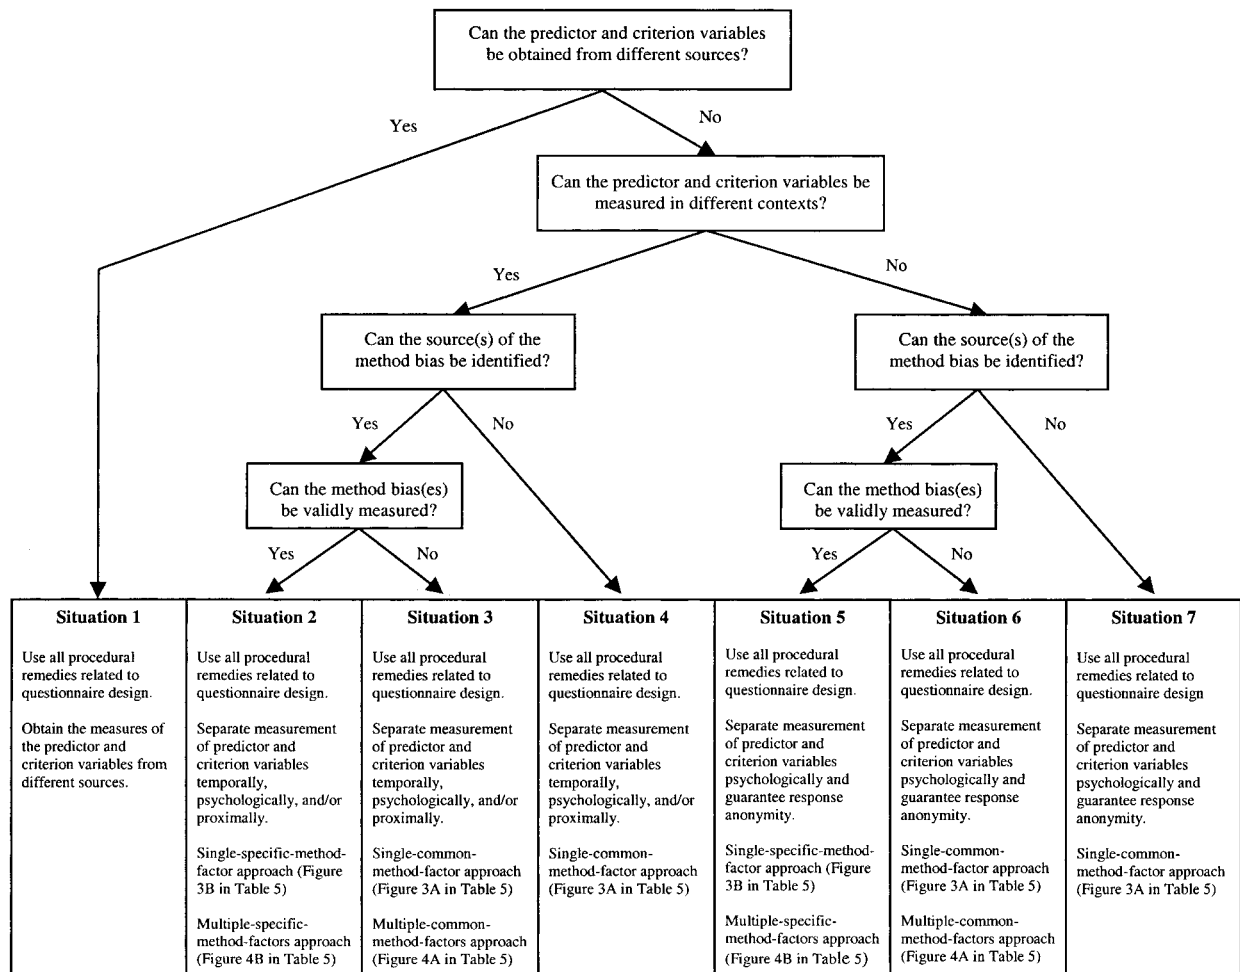 Can the predictor and criterion variables
be obtained from different sources?
Yes
No
Can the predictor and criterion variables be
measured in different contexts?
Yes
No
Can the source(s) of the
method bias be identified?
Can the source(s) of the
method bias be identified?
Yes
No
Yes
No
Can the method bias(es)
be validly measured?
Can the method bias(es)
be validly measured?
Yes
No
Yes
No
Situation 1
Use all procedural
remedies related to
questionnaire design.
Obtain the measures of
the predictor and
criterion variables from
different sources.
Situation 2
Use all procedural
remedies related to
questionnaire design.
Separate measurement
of predictor and
criterion variables
temporally,
psychologically, and/or
proximally.
Single-specific-method-
factor approach (Figure
3B in Table 5)
Multiple-specific-
method-factors approach
(Figure 4B in Table 5)
Situation 3
Use all procedural
remedies related to
questionnaire design.
Separate measurement
of predictor and
criterion variables
temporally,
psychologically, and/or
proximally.
Single-common-
method-factor approach
(Figure 3A in Table 5)
Multiple-common-
method-factors approach
(Figure 4A in Table 5)
Situation 4
Use all procedural
remedies related to
questionnaire design.
Separate measurement
of predictor and
criterion variables
temporally,
psychologically, and/or
proximally.
Single-common-
method-factor approach
(Figure 3A in Table 5)
Situation 5
Use all procedural
remedies related to
questionnaire design.
Separate measurement
of predictor and
criterion variables
psychologically and
guarantee response
anonymity.
Single-specific-method-
factor approach (Figure
3B in Table 5)
Multiple-specific-
method-factors approach
(Figure 4B in Table 5)
Situation 6
Use all procedural
remedies related to
questionnaire design.
Separate measurement
of predictor and
criterion variables
psychologically and
guarantee response
anonymity.
Single-common-
method-factor approach
(Figure 3A in Table 5)
Multiple-common-
method-factors approach
(Figure 4A in Table 5)
Situation 7
Use all procedural
remedies related to
questionnaire design
Separate measurement
of predictor and
criterion variables
psychologically and
guarantee response
anonymity.
Single-common-
method-factor approach
(Figure 3A in Table 5)